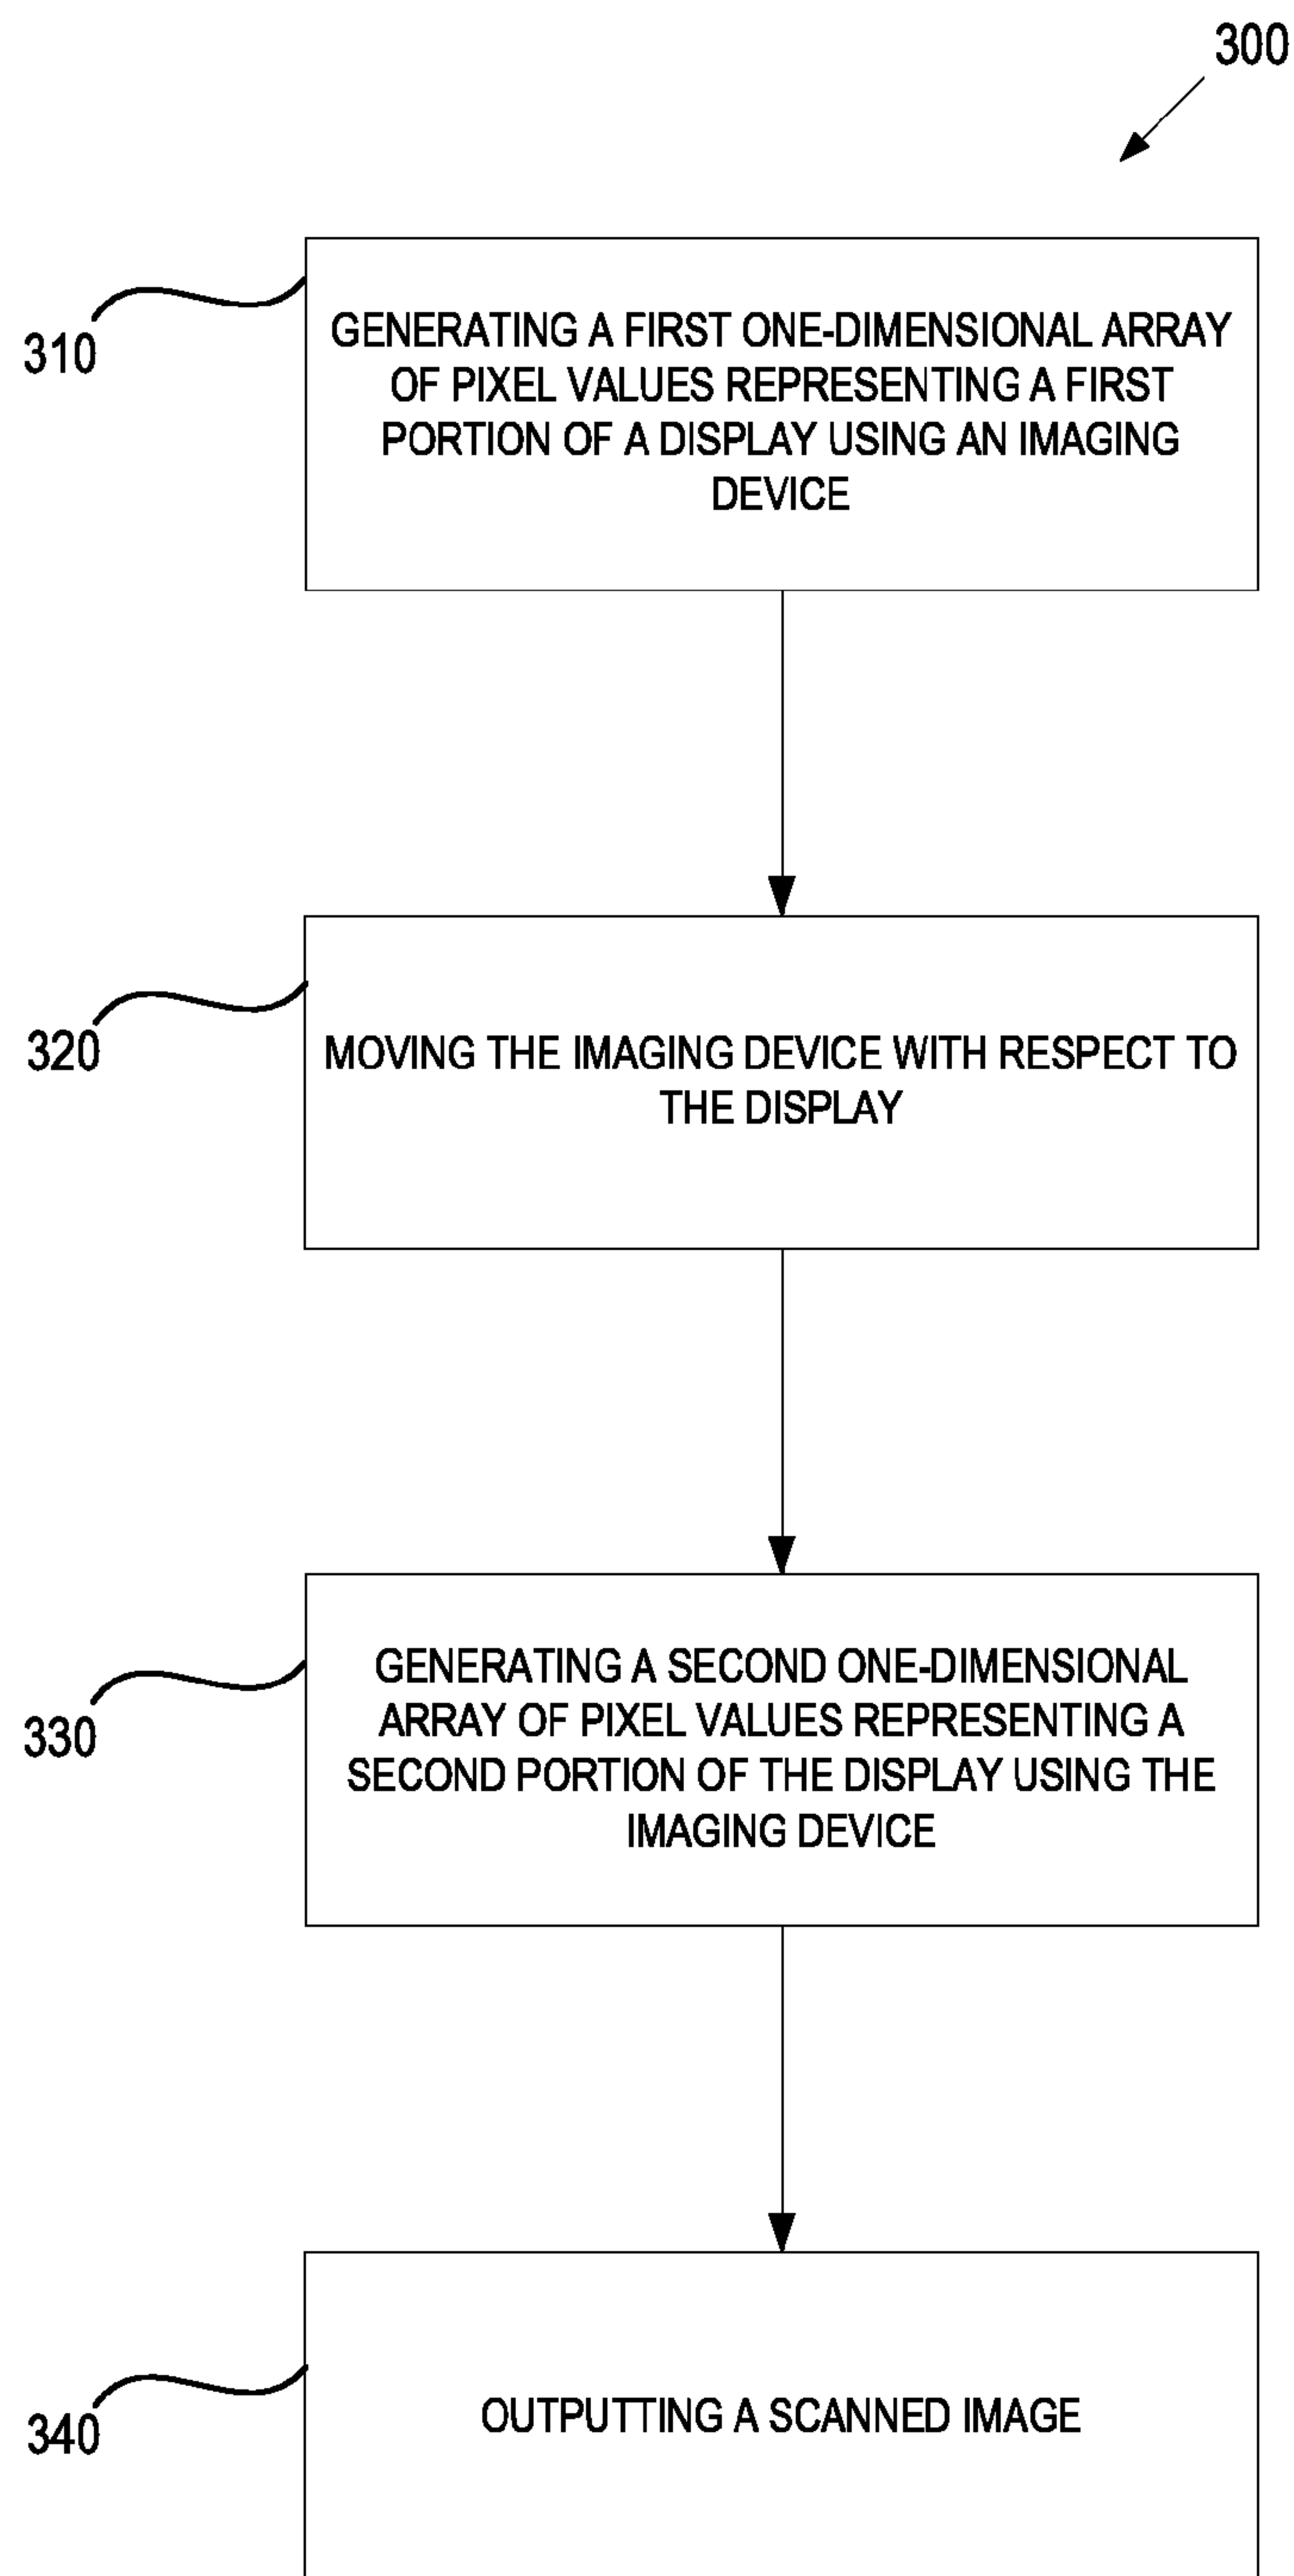 300
310
GENERATING A FIRST ONE-DIMENSIONAL ARRAY
OF PIXEL VALUES REPRESENTING A FIRST
PORTION OF A DISPLAY USING AN IMAGING
DEVICE
320
MOVING THE IMAGING DEVICE WITH RESPECT TO
THE DISPLAY
330
GENERATING A SECOND ONE-DIMENSIONAL
ARRAY OF PIXEL VALUES REPRESENTING A
SECOND PORTION OF THE DISPLAY USING THE
IMAGING DEVICE
340
OUTPUTTING A SCANNED IMAGE